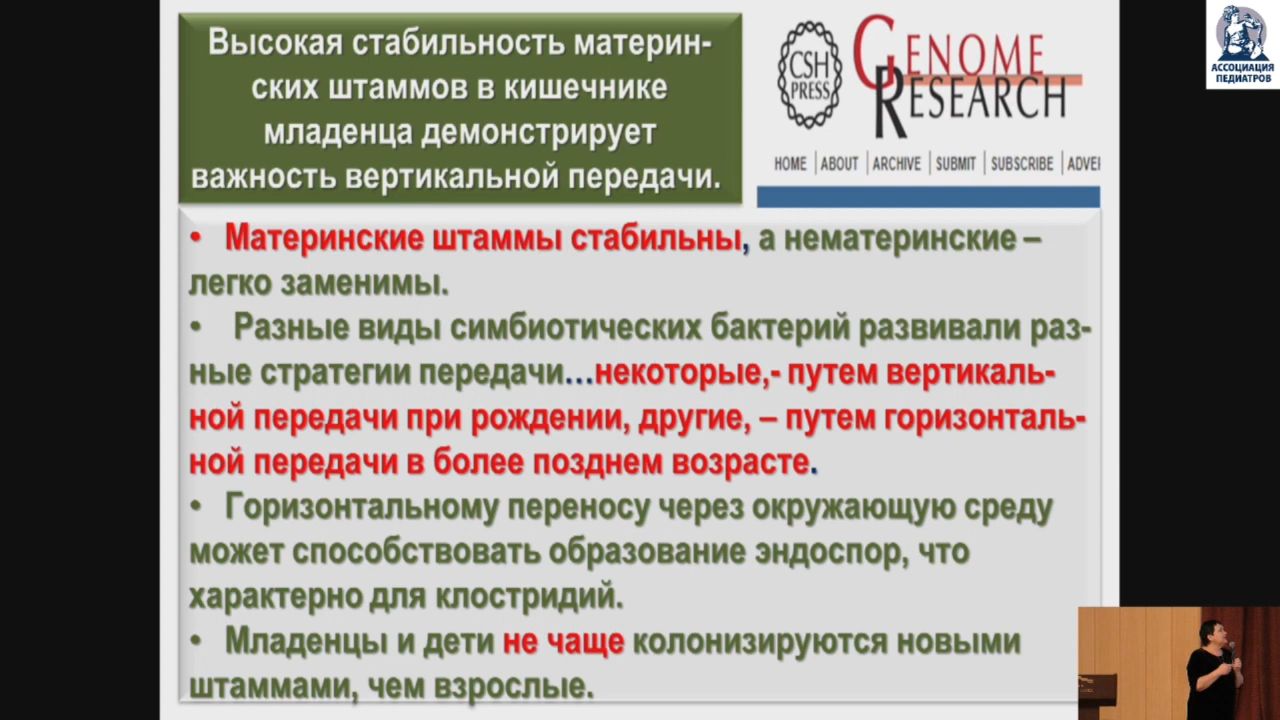 Высокая стабильность материн-
ских штаммов в кишечнике
младенца демонстрирует
важность вертикальной передачи.
CSH
PRESS
GENOME
RESEARCH
HOME | ABOUT | ARCHIVE | SUBMIT | SUBSCRIBE | ADVE
АССОЦИАЦИЯ
ПЕДИАТРОВ
• Материнские штаммы стабильны, а нематеринские –
легко заменимы.
• Разные виды симбиотических бактерий развивали раз-
ные стратегии передачи…некоторые,- путем вертикаль-
ной передачи при рождении, другие, – путем горизонталь-
ной передачи в более позднем возрасте.
• Горизонтальному переносу через окружающую среду
может способствовать образование эндоспор, что
характерно для клостридий.
• Младенцы и дети не чаще колонизируются новыми
штаммами, чем взрослые.